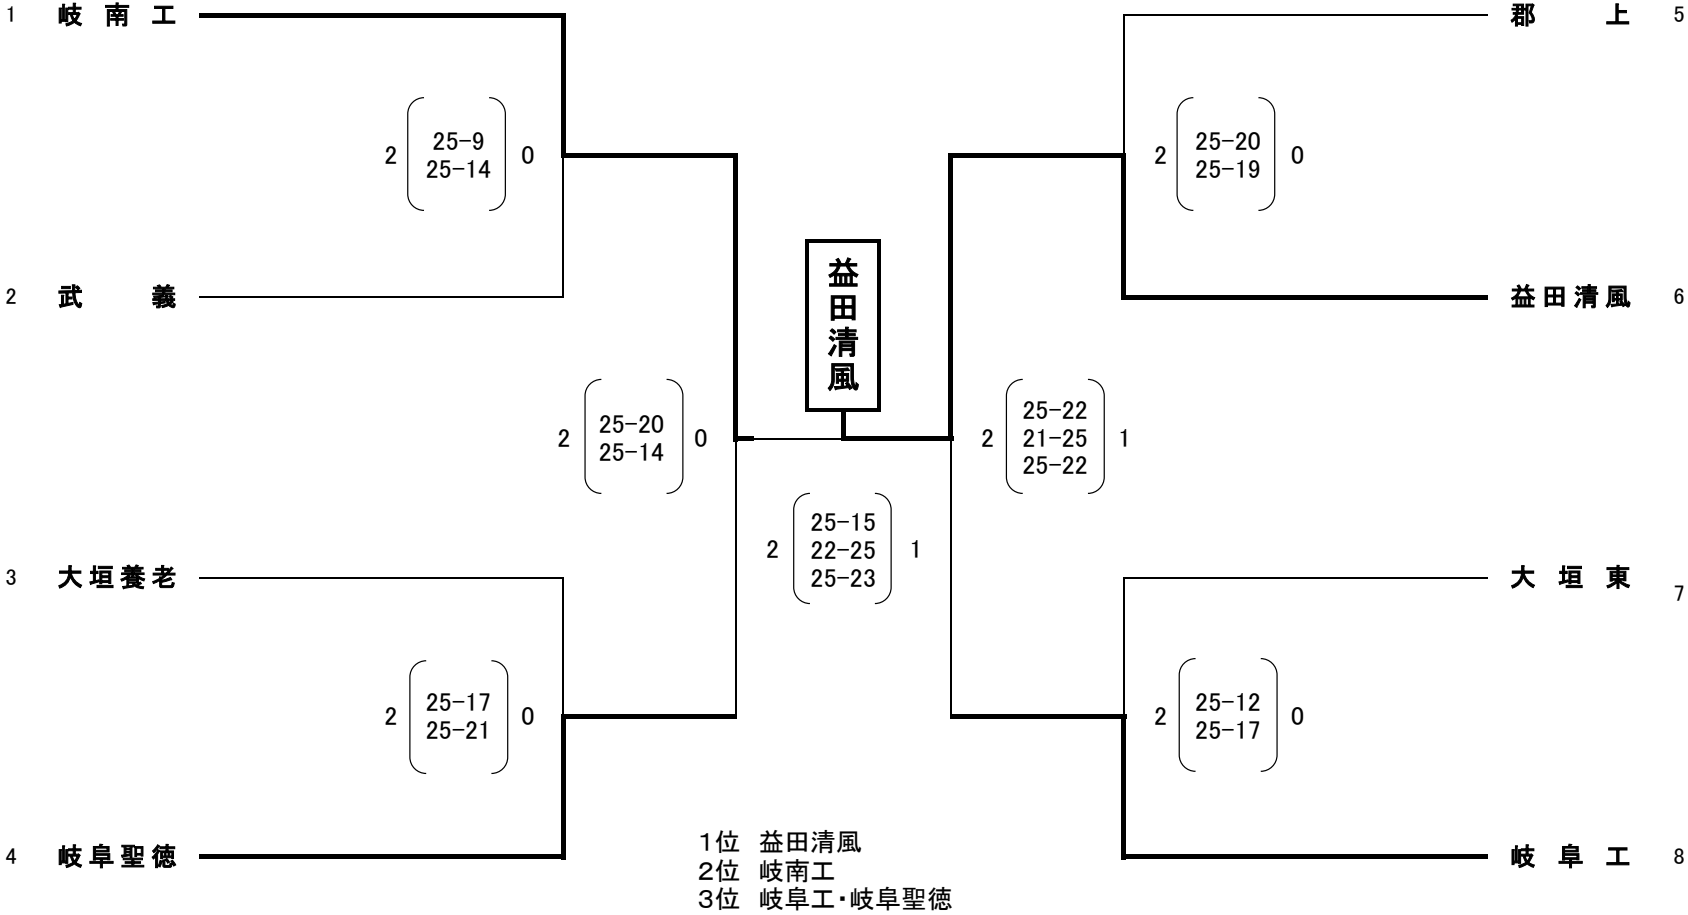 1 岐南工
郡上 5
2 25-9 0
25-14
2 25-20 0
25-19
益田清風
2 武義
益田清風 6
2 25-20 0
25-14
2 25-22 1
21-25
25-22
2 25-15 1
22-25
25-23
3 大垣養老
大垣東 7
2 25-17 0
25-21
2 25-12 0
25-17
4 岐阜聖徳
岐阜工 8
1位 益田清風
2位 岐南工
3位 岐阜工・岐阜聖徳